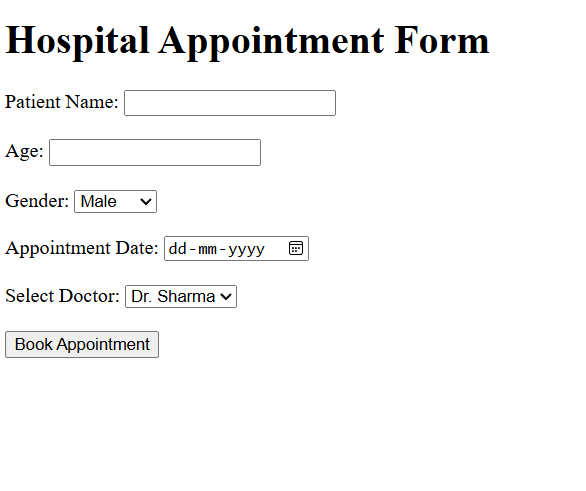 Hospital Appointment Form
Patient Name:
Age:
Gender: Male
Appointment Date: dd-mm-yyyy
Select Doctor: Dr. Sharma
Book Appointment